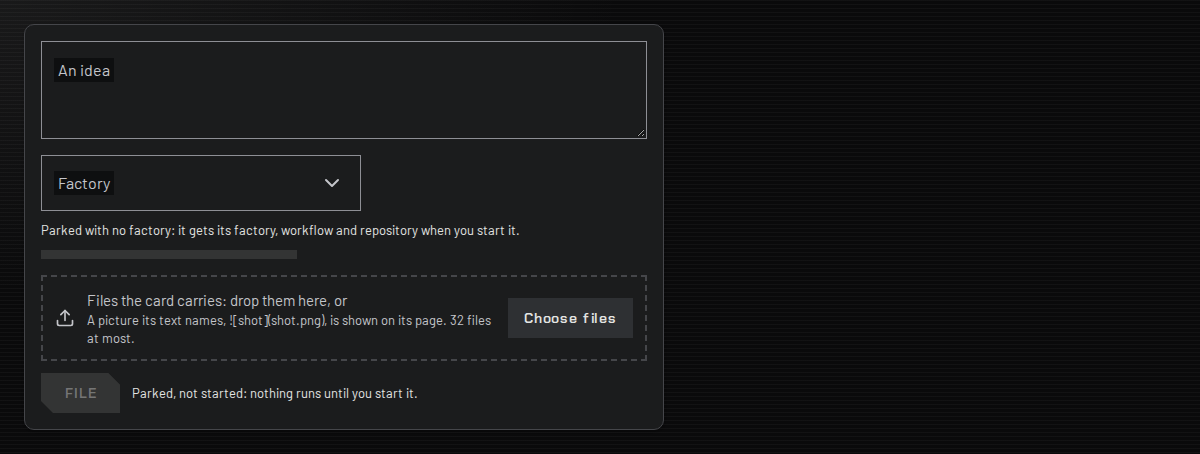 An idea
Factory
Parked with no factory: it gets its factory, workflow and repository when you start it.
Files the card carries: drop them here, or
A picture its text names, ![shot](shot.png), is shown on its page. 32 files
at most.
Choose files
FILE
Parked, not started: nothing runs until you start it.